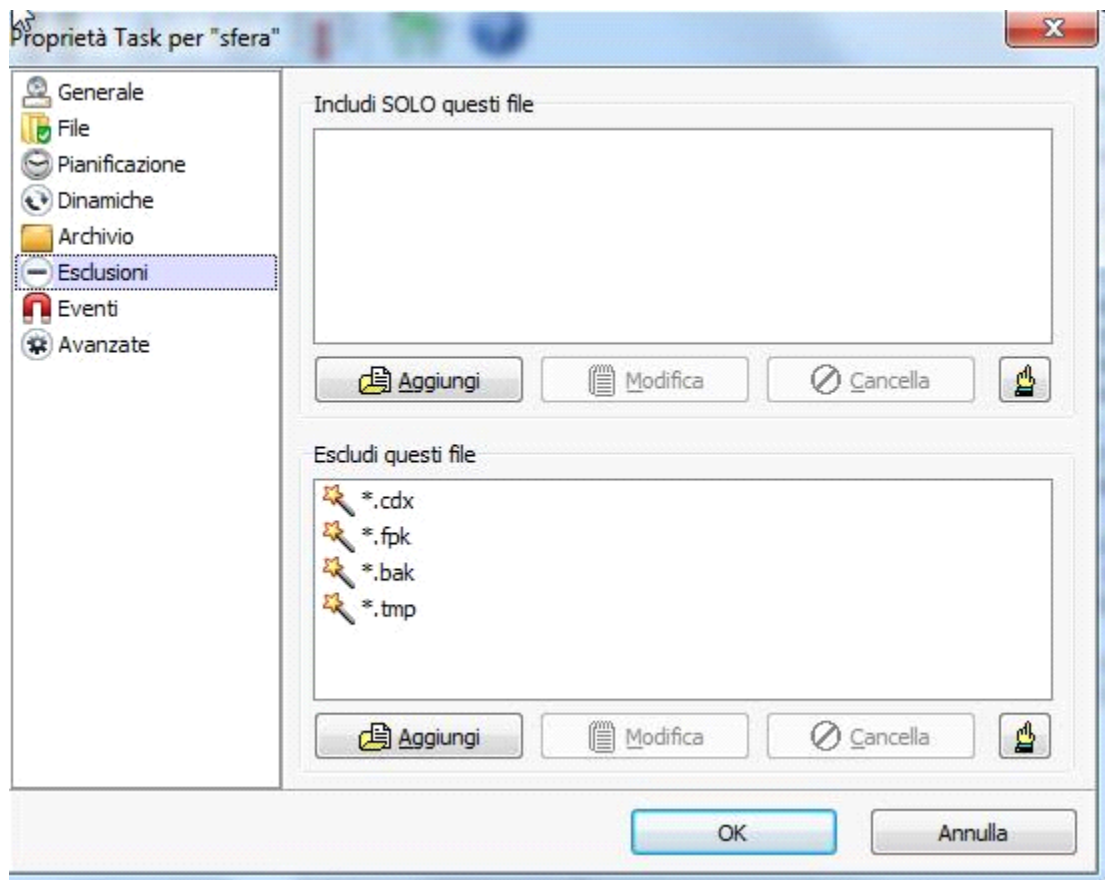 Proprietà Task per "sfera"
Generale
File
Pianificazione
Dinamiche
Archivio
Esclusioni
Eventi
Avanzate
Includi SOLO questi file
Aggiungi
Modifica
Cancella
Escludi questi file
*.cdx
*.fpk
*.bak
*.tmp
Aggiungi
Modifica
Cancella
OK
Annulla